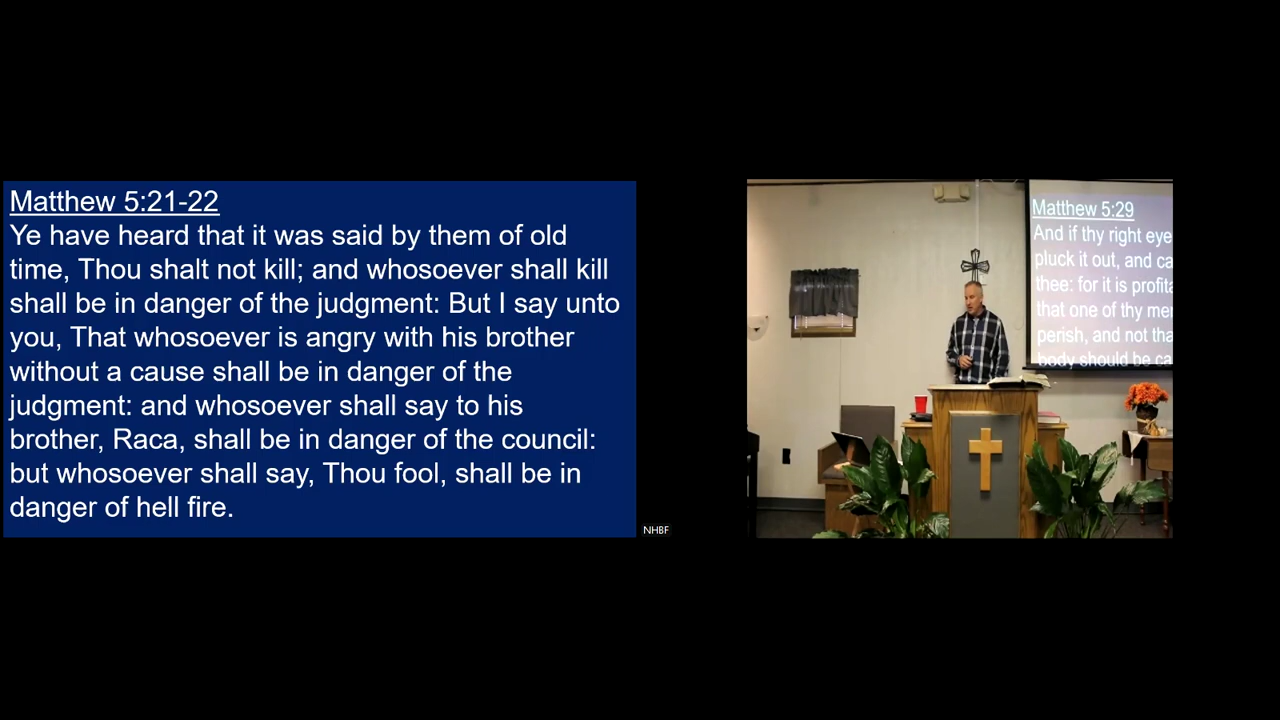 Matthew 5:21-22
Ye have heard that it was said by them of old
time, Thou shalt not kill; and whosoever shall kill
shall be in danger of the judgment: But I say unto
you, That whosoever is angry with his brother
without a cause shall be in danger of the
judgment: and whosoever shall say to his
brother, Raca, shall be in danger of the council:
but whosoever shall say, Thou fool, shall be in
danger of hell fire.
NHBF
Matthew 5:29
And if thy right eye
pluck it out, and ca
thee: for it is profita
that one of thy me
perish, and not tha
body should be ca